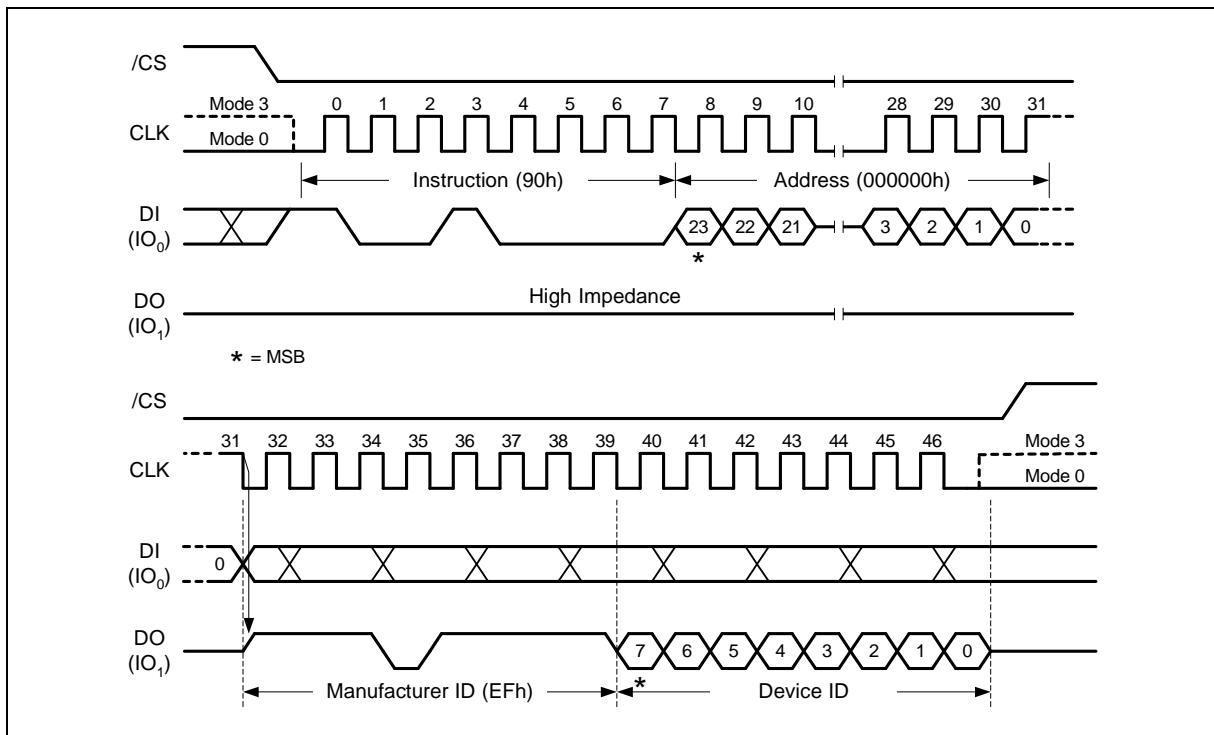 /CS
Mode 3 0 1 2 3 4 5 6 7 8 9 10 28 29 30 31
CLK
Mode 0
Instruction (90h) Address (000000h)
DI
(IO0) 23 22 21 3 2 1 0
*
High Impedance
DO
(IO1)
* = MSB
/CS
31 32 33 34 35 36 37 38 39 40 41 42 43 44 45 46 Mode 3
CLK
Mode 0
DI
(IO0) 0
DO
(IO1) 7 6 5 4 3 2 1 0
*
Manufacturer ID (EFh) Device ID